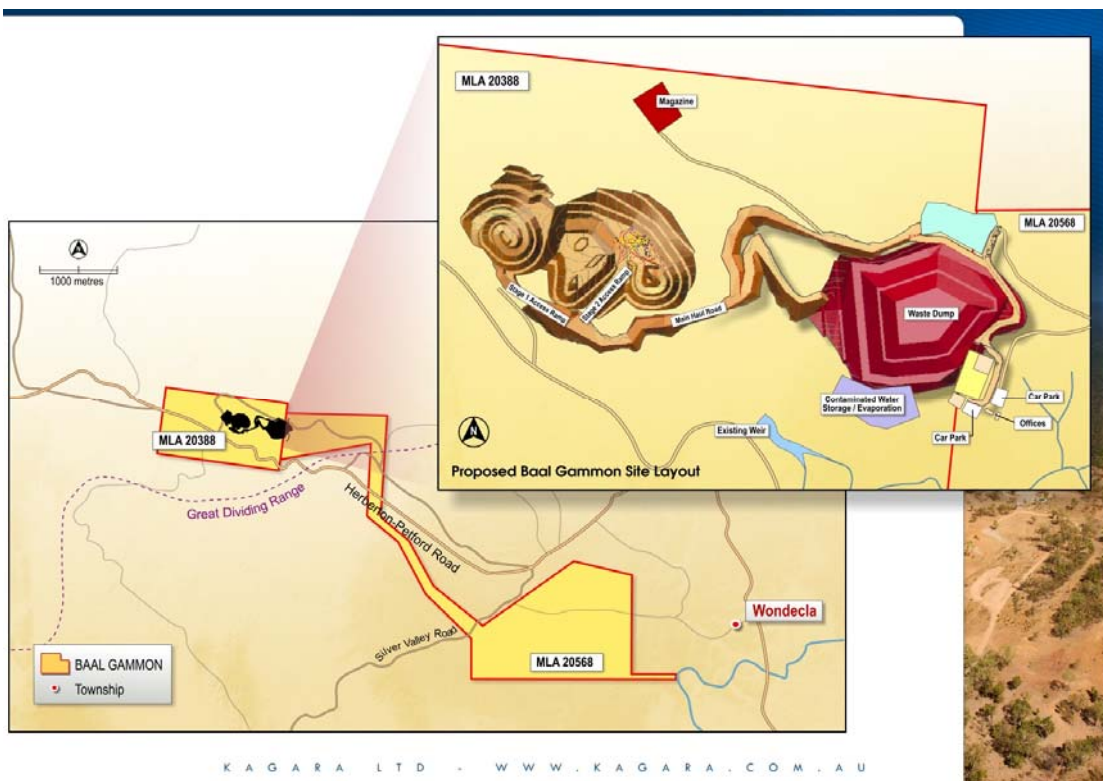 MLA 20388
Magazine
MLA 20568
Stage 1 Access Ramp
Stage 2 Access Ramp
Main Haul Road
Waste Dump
Contaminated Water
Storage / Evaporation
Car Park
Offices
Car Park
Existing Weir
N
Proposed Baal Gammon Site Layout
1000 metres
MLA 20388
Great Dividing Range
Herberton-Petford Road
Silver Valley Road
Wondecla
MLA 20568
BAAL GAMMON
Township
KAGARA LTD - WWW.KAGARA.COM.AU